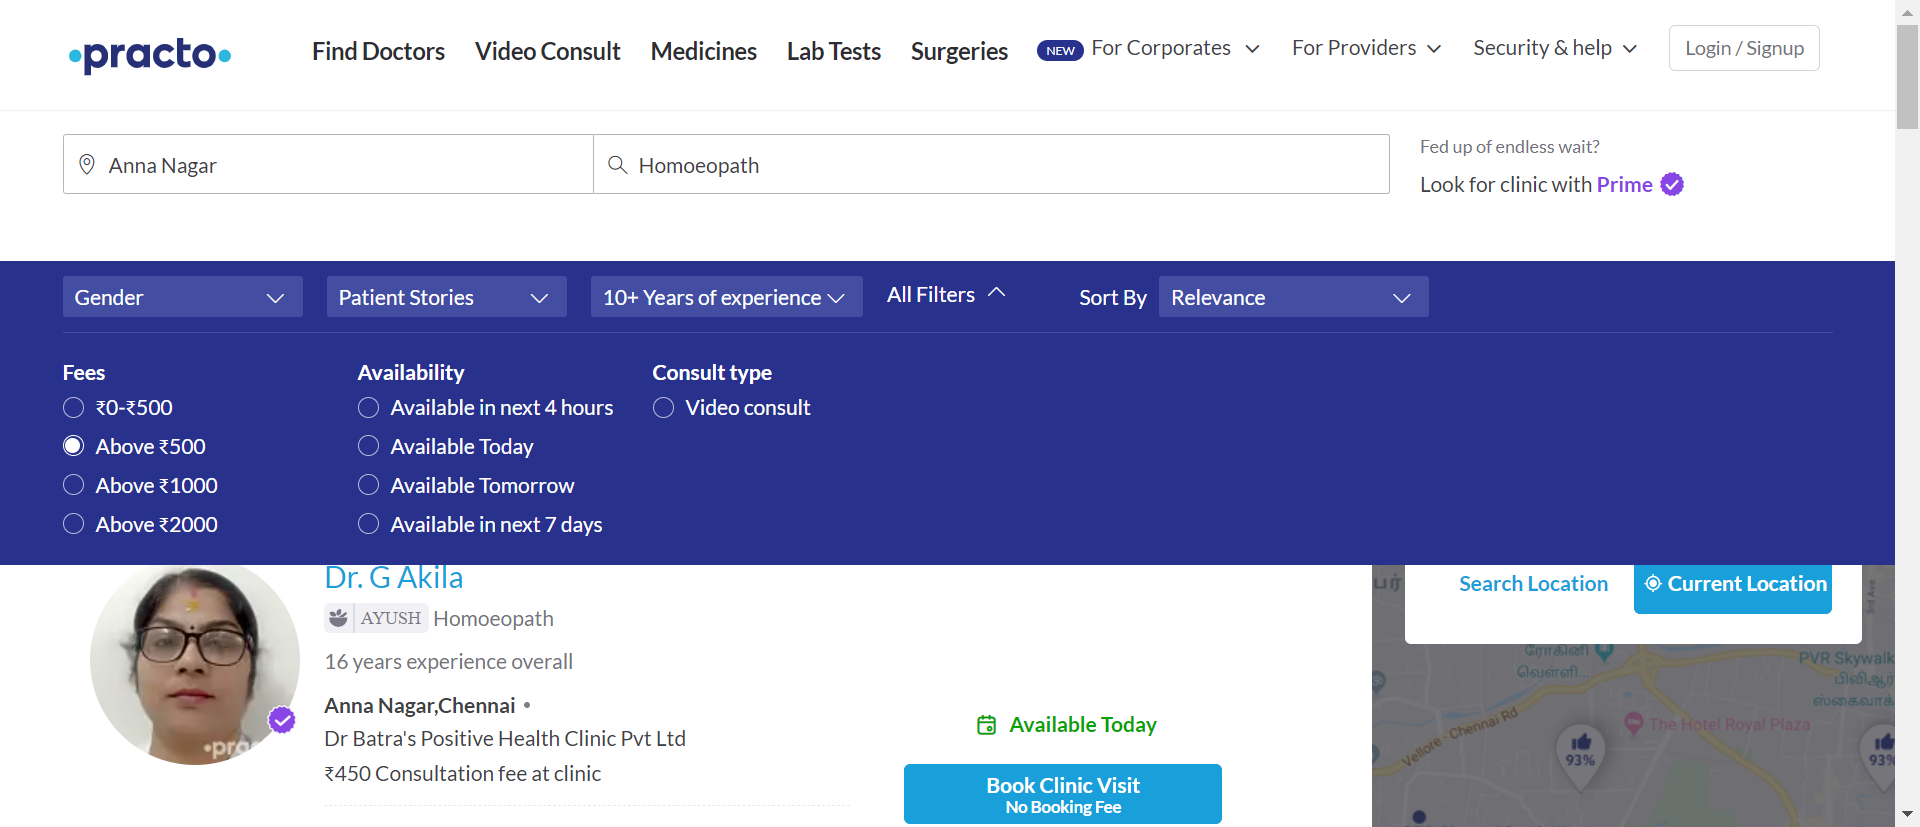 practo
Find Doctors
Video Consult
Medicines
Lab Tests
Surgeries
NEW
For Corporates
For Providers
Security & help
Login / Signup
Anna Nagar
Homoeopath
Fed up of endless wait?
Look for clinic with Prime
Gender
Patient Stories
10+ Years of experience
All Filters
Sort By
Relevance
Fees
₹0-₹500
Above ₹500
Above ₹1000
Above ₹2000
Availability
Available in next 4 hours
Available Today
Available Tomorrow
Available in next 7 days
Consult type
Video consult
Dr. G Akila
AYUSH
Homoeopath
16 years experience overall
Anna Nagar,Chennai
Dr Batra's Positive Health Clinic Pvt Ltd
₹450 Consultation fee at clinic
Available Today
Book Clinic Visit
No Booking Fee
Search Location
Current Location
3rd Ave
ரோகினி
வெள்ளி...
PVR Skywalk
பிவிஆர்
Vellore - Chennai Rd
The Hotel Royal Plaza
93%
93%